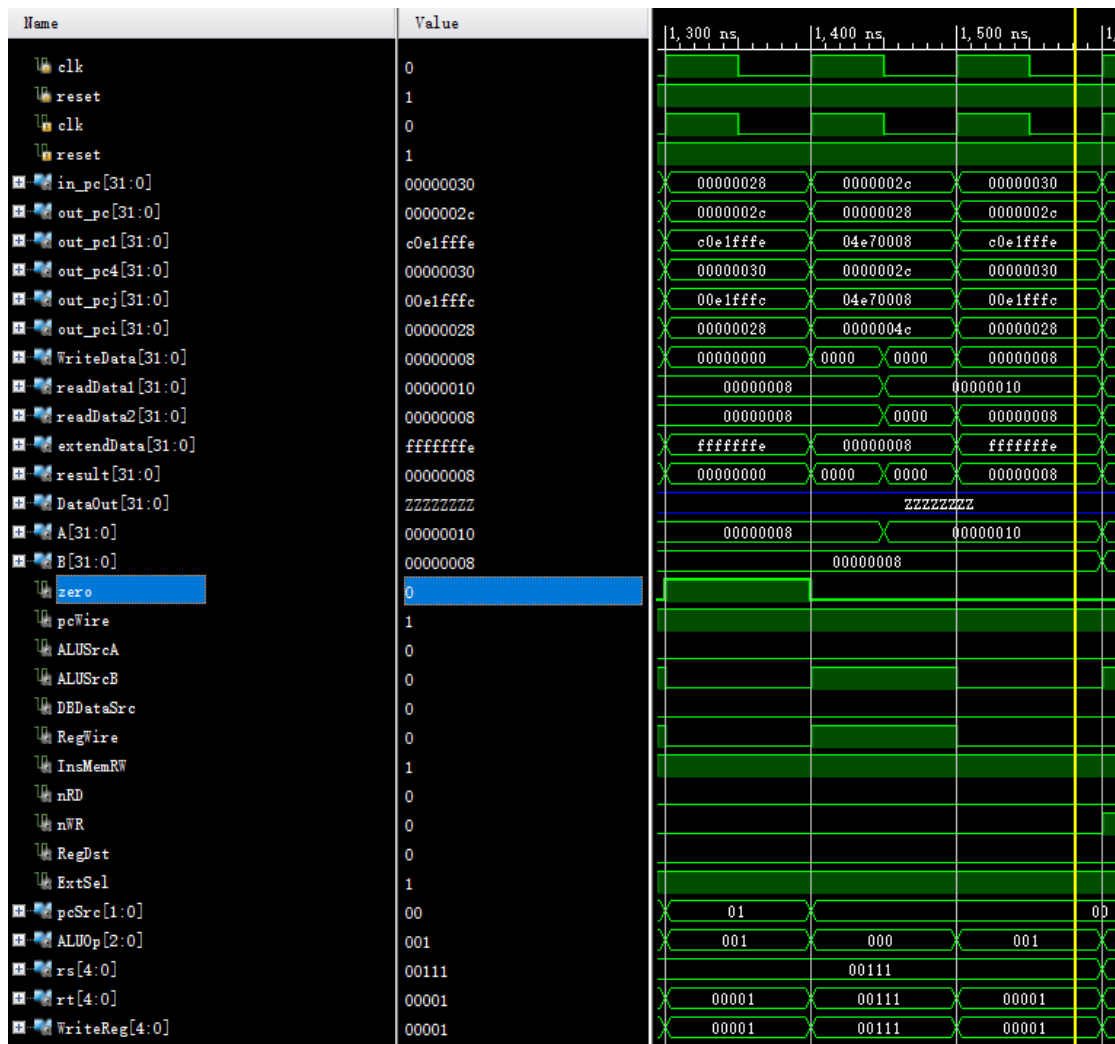 Name Value
1,300 ns 1,400 ns 1,500 ns 1,
clk 0
reset 1
clk 0
reset 1
in_pc[31:0] 00000030 00000028 0000002c 00000030
out_pc[31:0] 0000002c 0000002c 00000028 0000002c
out_pc1[31:0] c0e1fffe c0e1fffe 04e70008 c0e1fffe
out_pc4[31:0] 00000030 00000030 0000002c 00000030
out_pcj[31:0] 00e1fffc 00e1fffc 04e70008 00e1fffc
out_pci[31:0] 00000028 00000028 0000004c 00000028
WriteData[31:0] 00000008 00000000 0000 0000 00000008
readData1[31:0] 00000010 00000008 00000010
readData2[31:0] 00000008 00000008 0000 00000008
extendData[31:0] fffffffe fffffffe 00000008 fffffffe
result[31:0] 00000008 00000000 0000 0000 00000008
DataOut[31:0] ZZZZZZZZ ZZZZZZZZ
A[31:0] 00000010 00000008 00000010
B[31:0] 00000008 00000008
zero 0
pcWire 1
ALUSrcA 0
ALUSrcB 0
DBDataSrc 0
RegWire 0
InsMemRW 1
nRD 0
nWR 0
RegDst 0
ExtSel 1
pcSrc[1:0] 00 01 00
ALUOp[2:0] 001 001 000 001
rs[4:0] 00111 00111
rt[4:0] 00001 00001 00111 00001
WriteReg[4:0] 00001 00001 00111 00001